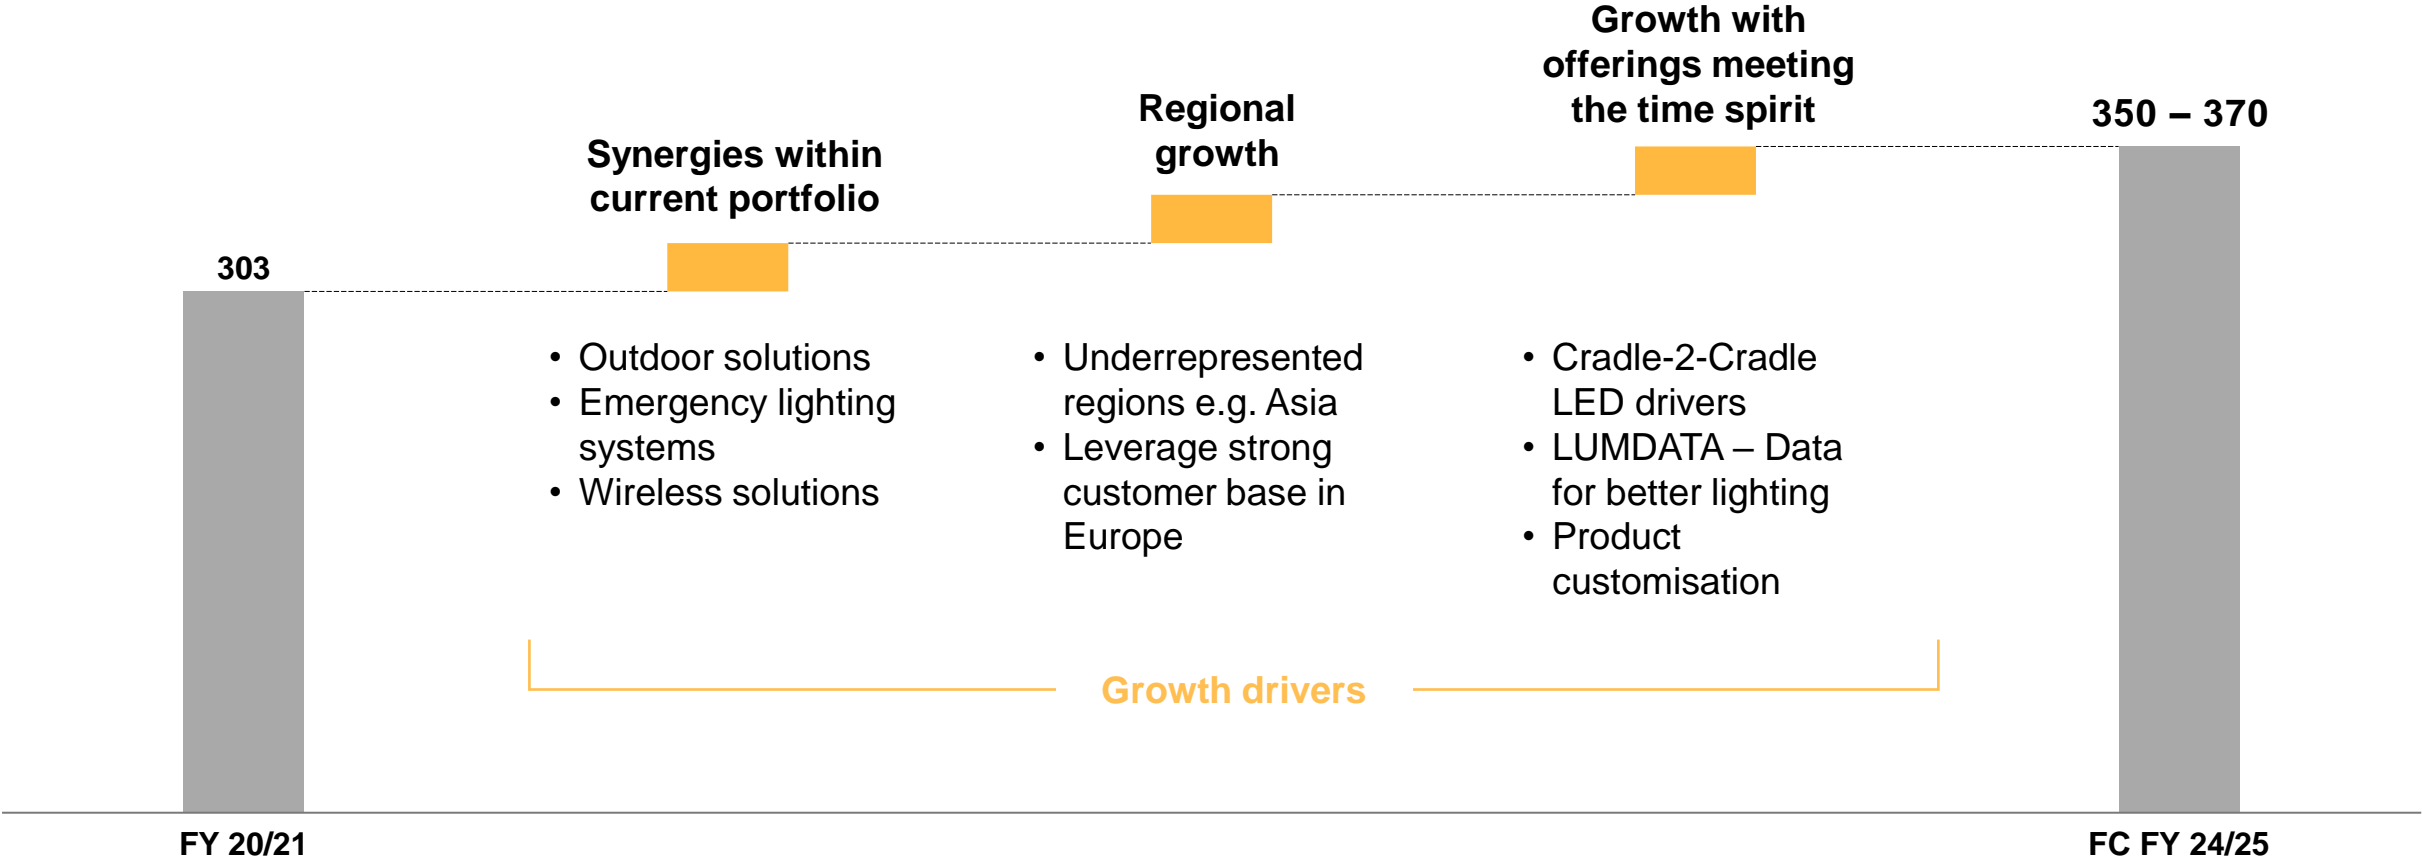 303
Synergies within
current portfolio
• Outdoor solutions
• Emergency lighting
systems
• Wireless solutions
Regional
growth
• Underrepresented
regions e.g. Asia
• Leverage strong
customer base in
Europe
Growth with
offerings meeting
the time spirit
• Cradle-2-Cradle
LED drivers
• LUMDATA – Data
for better lighting
• Product
customisation
350 – 370
Growth drivers
FY 20/21
FC FY 24/25